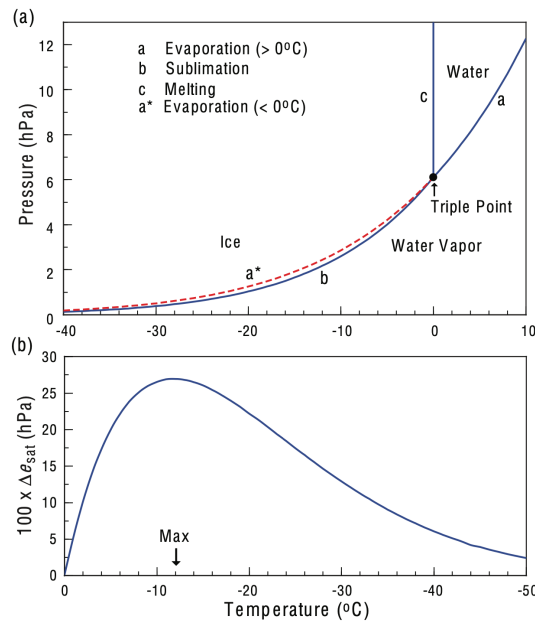 (a)
Pressure (hPa)
12
10
8
6
4
2
0
a Evaporation (> 0ºC)
b Sublimation
c Melting
a* Evaporation (< 0ºC)
Water
c
a
Triple Point
Ice
Water Vapor
a*
b
-40 -30 -20 -10 0 10
(b)
100 x Δesat (hPa)
30
25
20
15
10
5
0
Max
0 -10 -20 -30 -40 -50
Temperature (ºC)